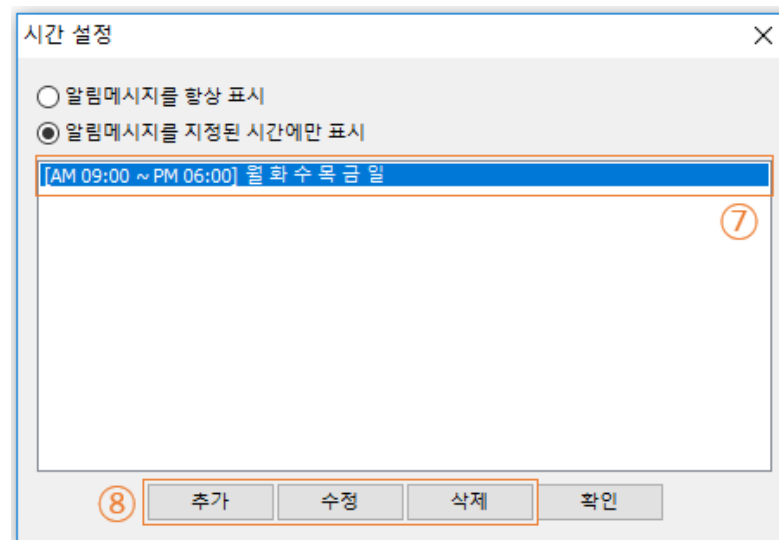 시간 설정
알림메시지를 항상 표시
알림메시지를 지정된 시간에만 표시
[AM 09:00 ~ PM 06:00] 월 화 수 목 금 일
⑦
⑧ 추가 수정 삭제 확인